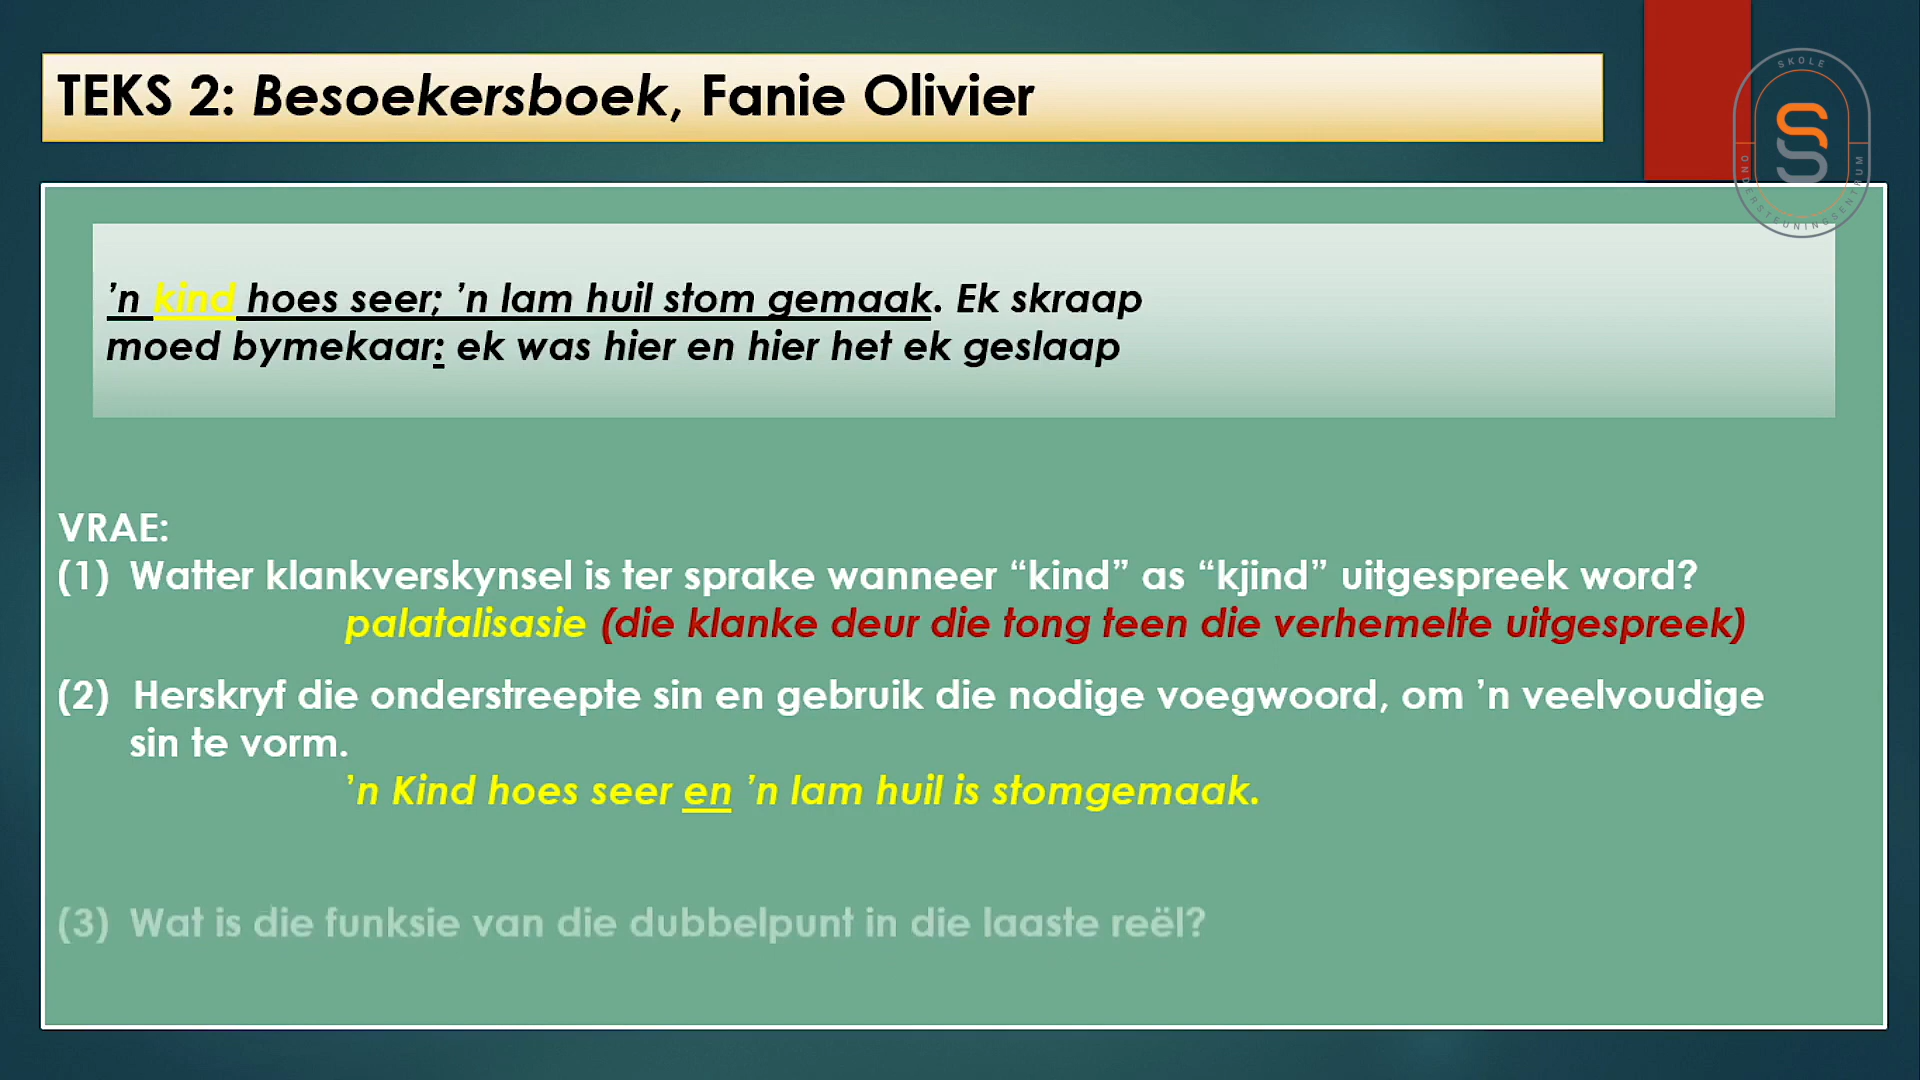 TEKS 2: Besoekersboek, Fanie Olivier
SKOLE
ONDERSTEUNINGSENTRUM
’n kind hoes seer; ’n lam huil stom gemaak. Ek skraap
moed bymekaar: ek was hier en hier het ek geslaap
VRAE:
(1) Watter klankverskynsel is ter sprake wanneer “kind” as “kjind” uitgespreek word?
palatalisasie (die klanke deur die tong teen die verhemelte uitgespreek)
(2) Herskryf die onderstreepte sin en gebruik die nodige voegwoord, om ’n veelvoudige
sin te vorm.
’n Kind hoes seer en ’n lam huil is stomgemaak.
(3) Wat is die funksie van die dubbelpunt in die laaste reël?